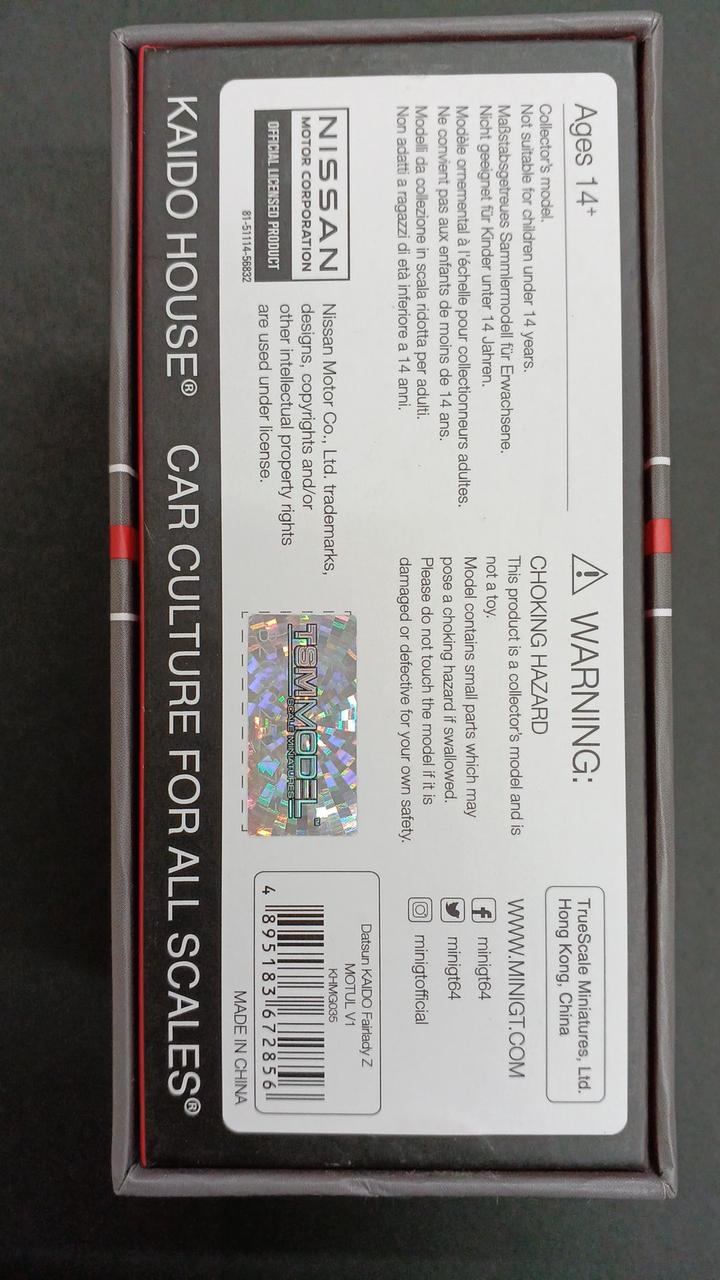 Ages 14+
Collector's model.
Not suitable for children under 14 years.
Maßstabsgetreues Sammlermodell für Erwachsene.
Nicht geeignet für Kinder unter 14 Jahren.
Modèle ornemental à l'échelle pour collectionneurs adultes.
Ne convient pas aux enfants de moins de 14 ans.
Modelli da collezione in scala ridotta per adulti.
Non adatti a ragazzi di età inferiore a 14 anni.
NISSAN
MOTOR CORPORATION
OFFICIAL LICENSED PRODUCT
81-51114-56832
Nissan Motor Co., Ltd. trademarks,
designs, copyrights and/or
other intellectual property rights
are used under license.
⚠ WARNING:
CHOKING HAZARD
This product is a collector's model and is
not a toy.
Model contains small parts which may
pose a choking hazard if swallowed.
Please do not touch the model if it is
damaged or defective for your own safety.
TSMMODEL™
SCALE MINIATURES
TrueScale Miniatures, Ltd.
Hong Kong, China
WWW.MINIGT.COM
minigt64
minigt64
minigtofficial
Datsun KAIDO Fairlady Z
MOTUL V1
KHMG035
4 895183 672856
MADE IN CHINA
KAIDO HOUSE® CAR CULTURE FOR ALL SCALES®